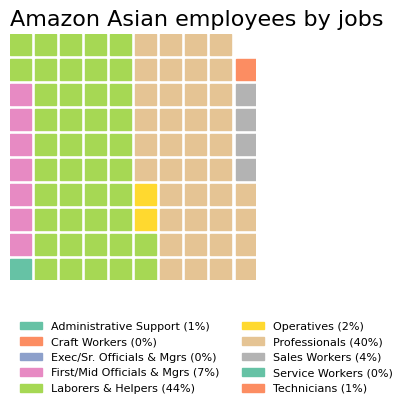 Amazon Asian employees by jobs
Administrative Support (1%)
Craft Workers (0%)
Exec/Sr. Officials & Mgrs (0%)
First/Mid Officials & Mgrs (7%)
Laborers & Helpers (44%)
Operatives (2%)
Professionals (40%)
Sales Workers (4%)
Service Workers (0%)
Technicians (1%)